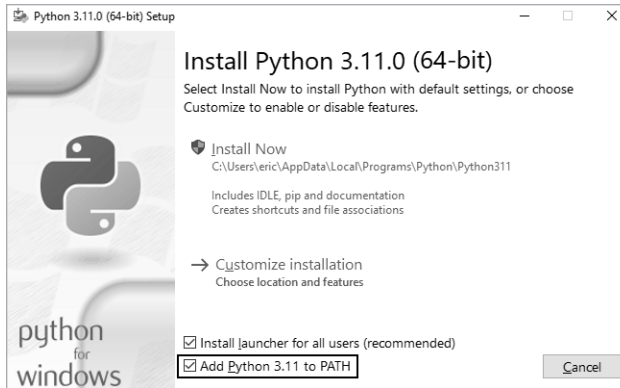 Python 3.11.0 (64-bit) Setup
Install Python 3.11.0 (64-bit)
Select Install Now to install Python with default settings, or choose
Customize to enable or disable features.
Install Now
C:\Users\eric\AppData\Local\Programs\Python\Python311
Includes IDLE, pip and documentation
Creates shortcuts and file associations
Customize installation
Choose location and features
Install launcher for all users (recommended)
Add Python 3.11 to PATH
Cancel
python
for
windows